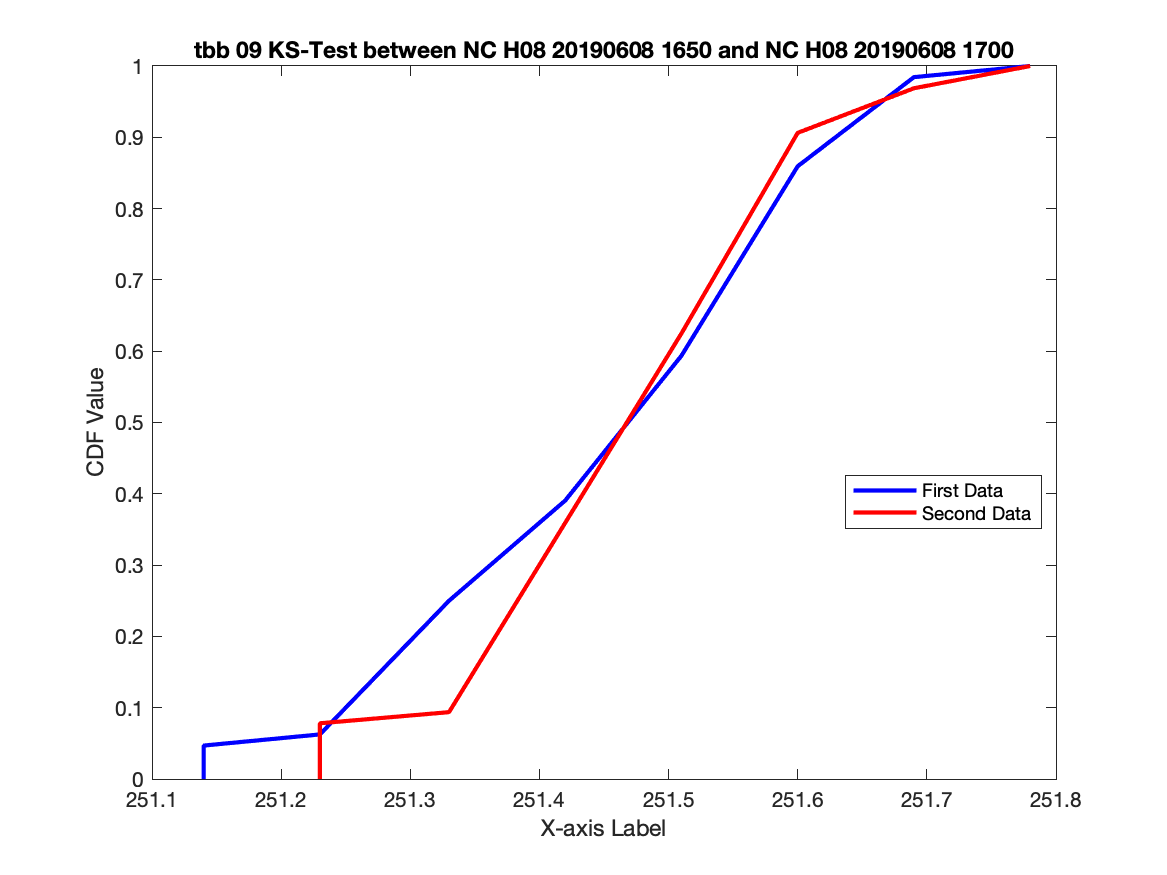 tbb 09 KS-Test between NC H08 20190608 1650 and NC H08 20190608 1700
1
0.9
0.8
0.7
0.6
0.5
0.4
0.3
0.2
0.1
0
CDF Value
First Data
Second Data
251.1 251.2 251.3 251.4 251.5 251.6 251.7 251.8
X-axis Label